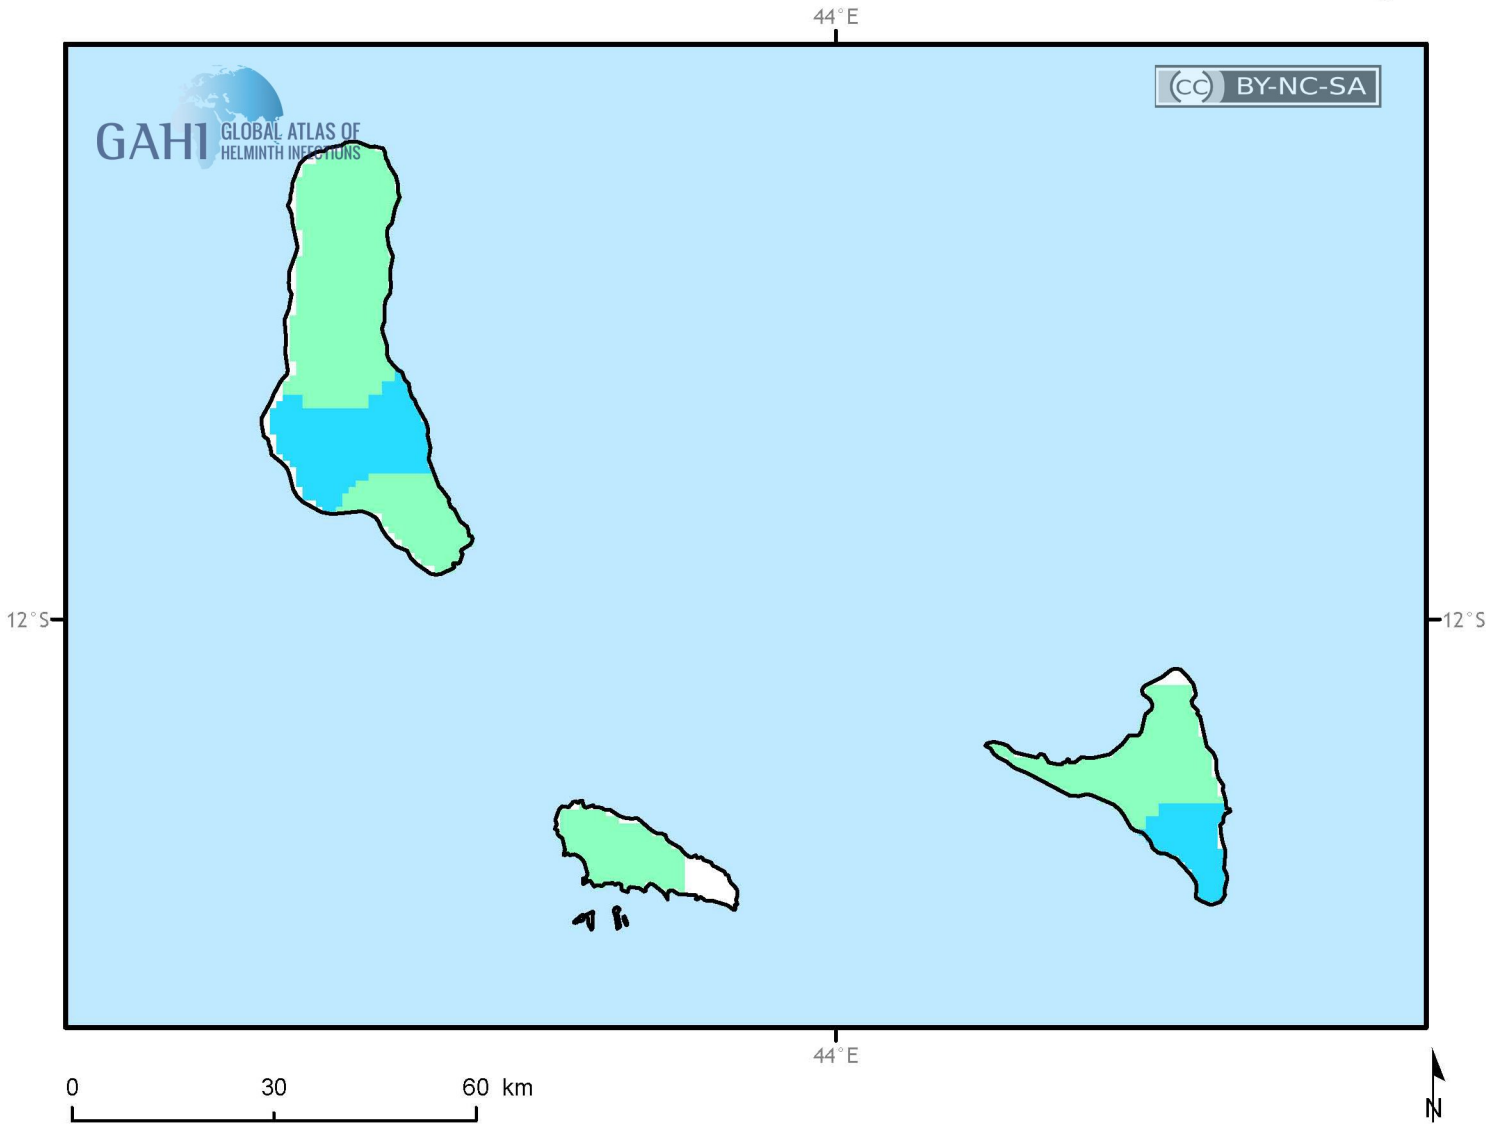 44°E
GAHI GLOBAL ATLAS OF
HELMINTH INFECTIONS
CC BY-NC-SA
12°S
12°S
44°E
0 30 60 km
N